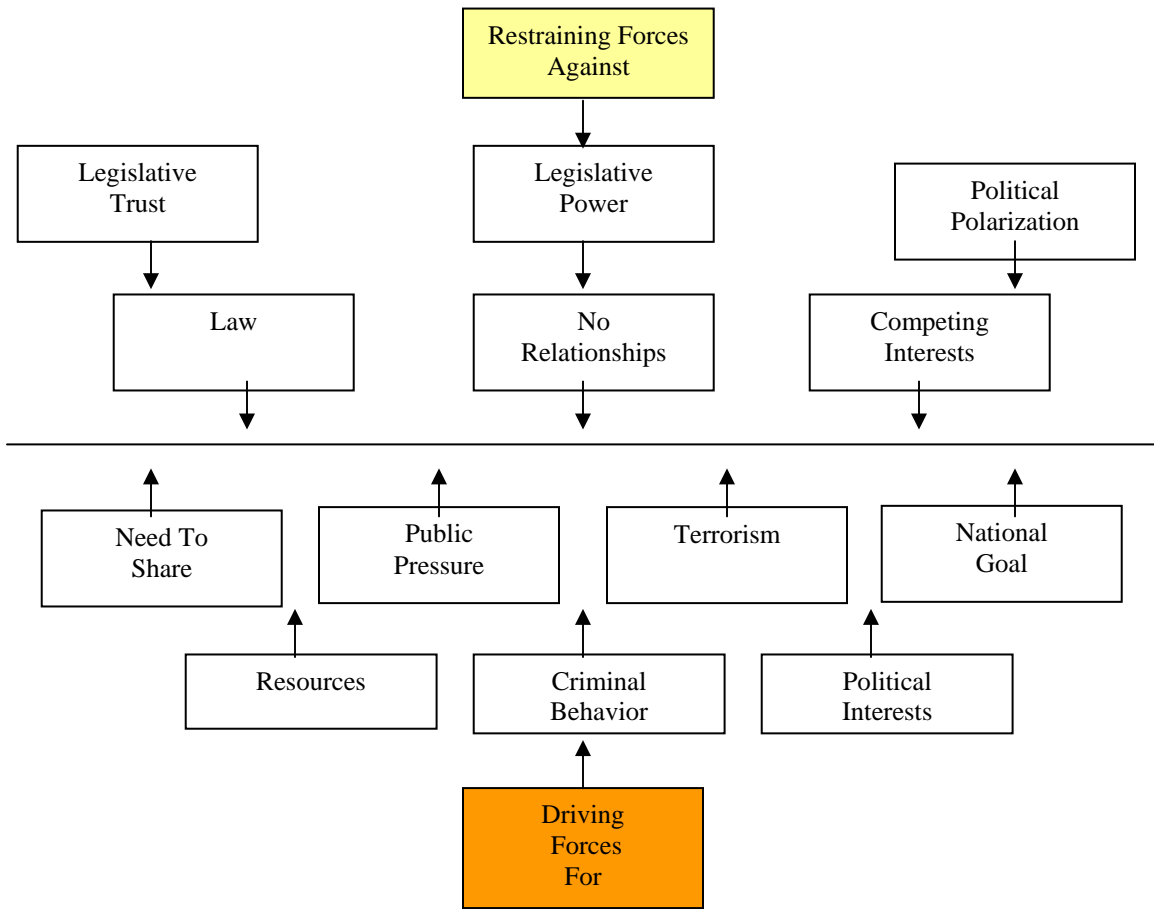 Restraining Forces
Against
Legislative
Trust
Legislative
Power
Political
Polarization
Law
No
Relationships
Competing
Interests
Need To
Share
Public
Pressure
Terrorism
National
Goal
Resources
Criminal
Behavior
Political
Interests
Driving
Forces
For